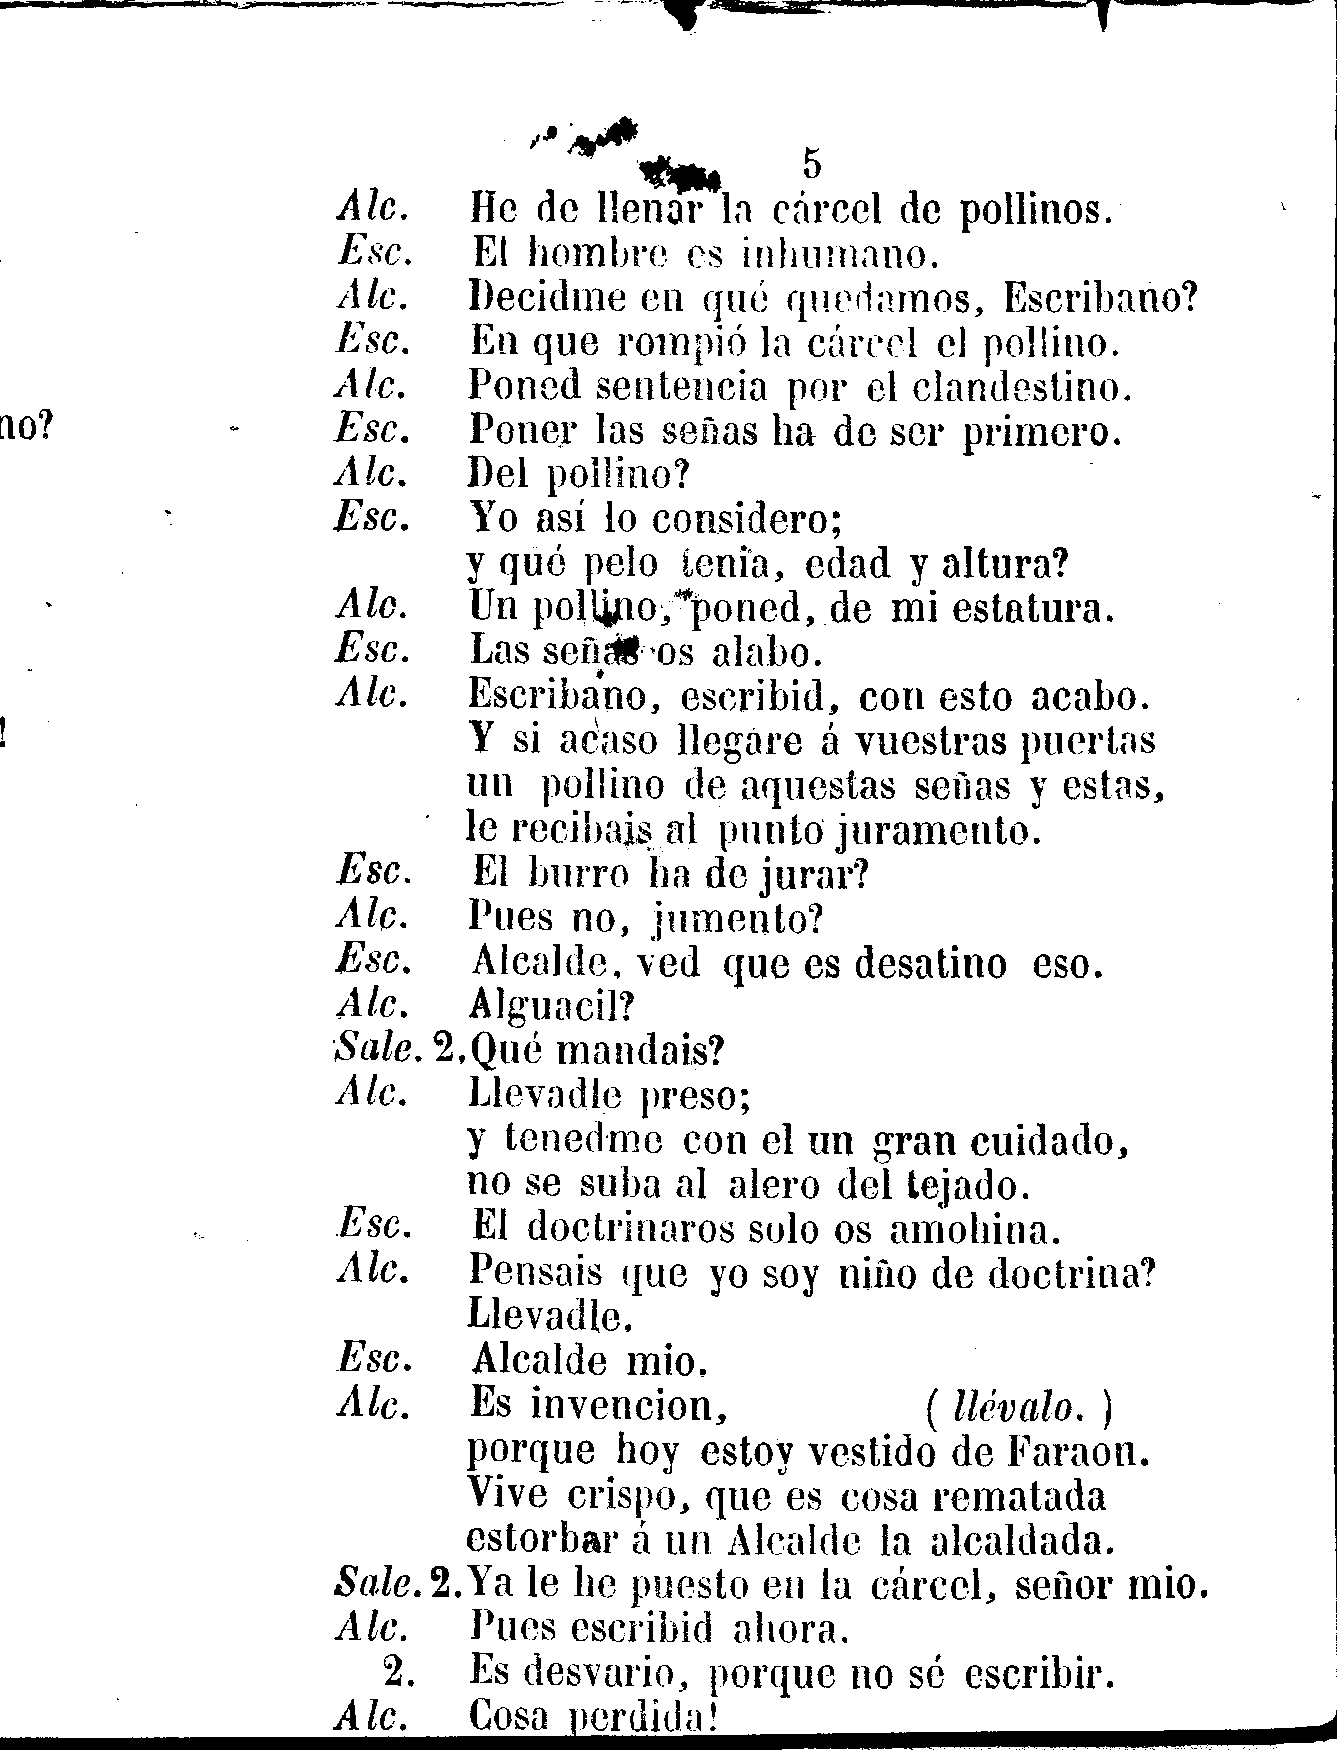 5
Alc. He de llenar la cárcel de pollinos.
Esc. El hombre es inhumano.
Alc. Decidme en qué quedamos, Escribano?
Esc. En que rompió la cárcel el pollino.
Alc. Poned sentencia por el clandestino.
no?
Esc. Poner las señas ha de ser primero.
Alc. Del pollino?
Esc. Yo así lo considero;
y qué pelo tenia, edad y altura?
Alc. Un pollino, poned, de mi estatura.
Esc. Las señas os alabo.
Alc. Escribano, escribid, con esto acabo.
!
Y si acaso llegare á vuestras puertas
un pollino de aquestas señas y estas,
le recibais al punto juramento.
Esc. El burro ha de jurar?
Alc. Pues no, jumento?
Esc. Alcalde, ved que es desatino eso.
Alc. Alguacil?
Sale. 2. Qué mandais?
Alc. Llevadle preso;
y tenedme con el un gran cuidado,
no se suba al alero del tejado.
Esc. El doctrinaros solo os amohina.
Alc. Pensais que yo soy niño de doctrina?
Llevadle.
Esc. Alcalde mio.
Alc. Es invencion, ( llévalo. )
porque hoy estoy vestido de Faraon.
Vive crispo, que es cosa rematada
estorbar á un Alcalde la alcaldada.
Sale. 2. Ya le he puesto en la cárcel, señor mio.
Alc. Pues escribid ahora.
2. Es desvario, porque no sé escribir.
Alc. Cosa perdida!